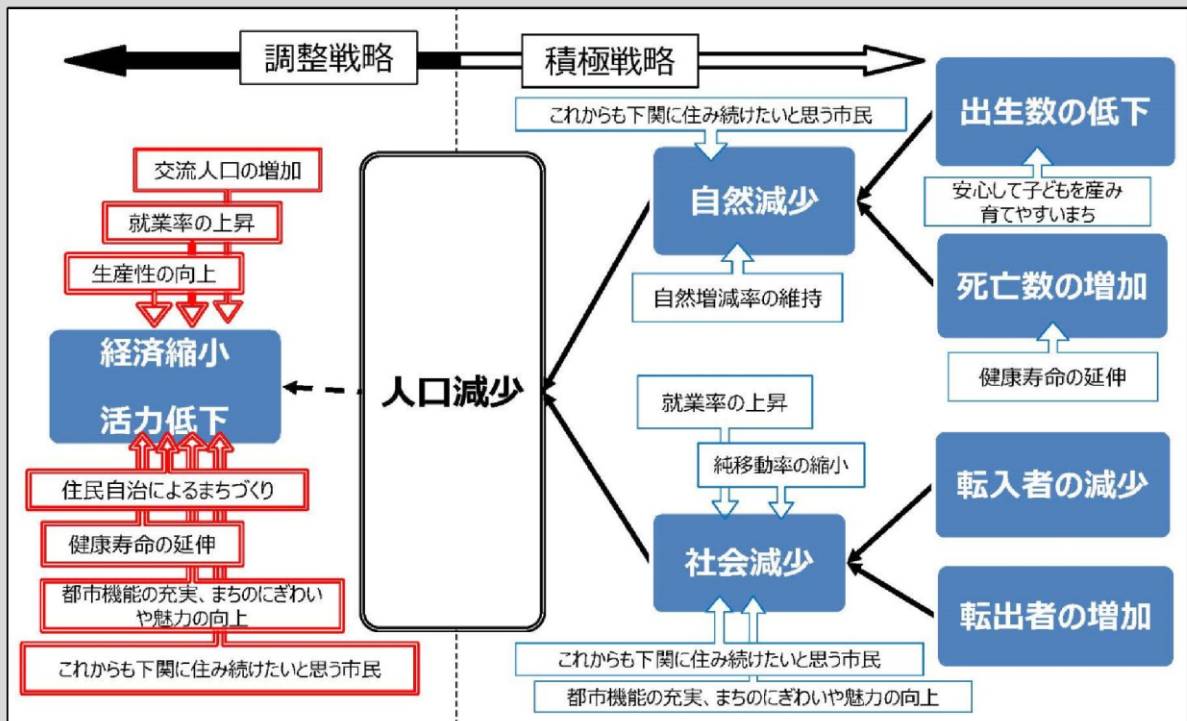 調整戦略
積極戦略
これからも下関に住み続けたいと思う市民
出生数の低下
交流人口の増加
就業率の上昇
生産性の向上
自然減少
安心して子どもを産み
育てやすいまち
自然増減率の維持
死亡数の増加
経済縮小
活力低下
人口減少
健康寿命の延伸
就業率の上昇
純移動率の縮小
住民自治によるまちづくり
健康寿命の延伸
都市機能の充実、まちのにぎわい
や魅力の向上
これからも下関に住み続けたいと思う市民
社会減少
転入者の減少
転出者の増加
これからも下関に住み続けたいと思う市民
都市機能の充実、まちのにぎわいや魅力の向上